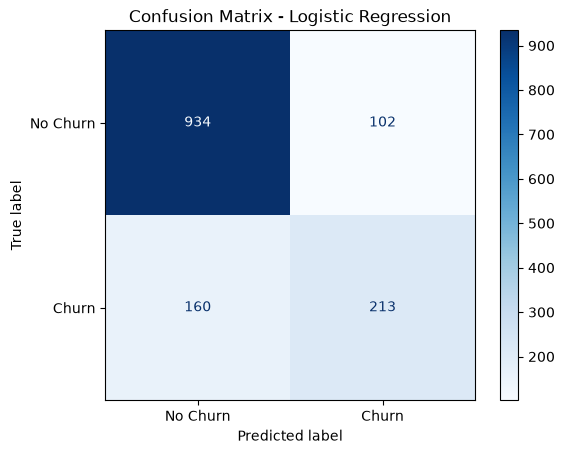 Confusion Matrix - Logistic Regression
True label
No Churn
934
102
Churn
160
213
No Churn
Churn
Predicted label
900
800
700
600
500
400
300
200